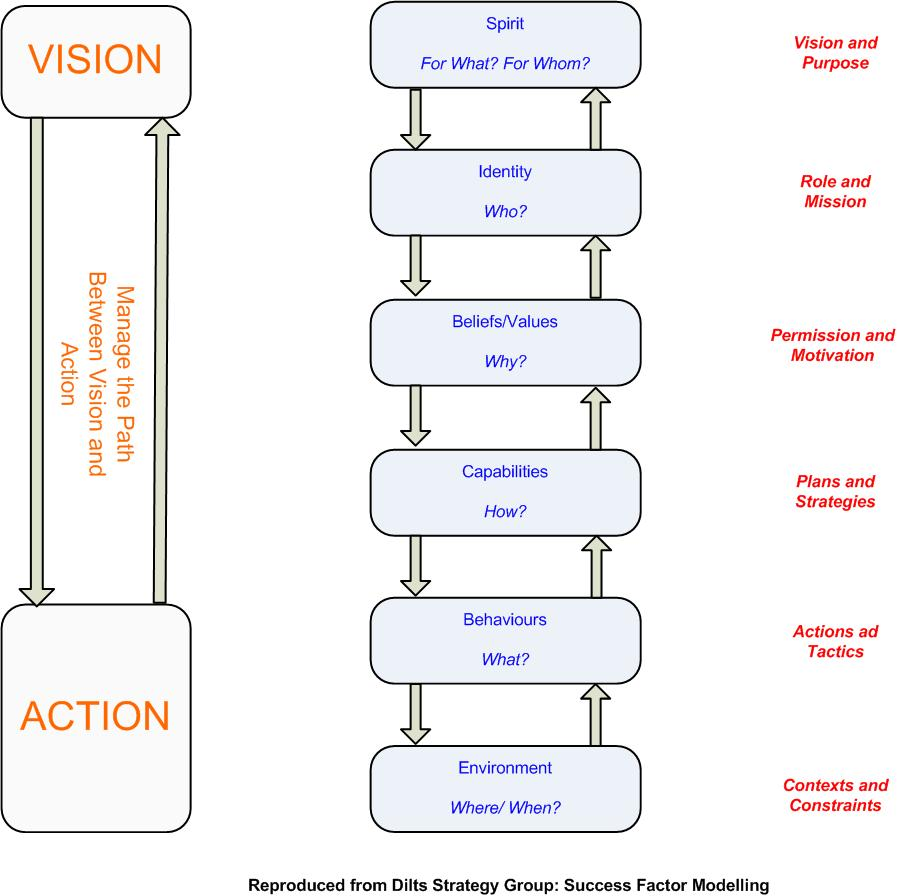 VISION
Manage the Path
Between Vision and
Action
ACTION
Spirit
For What? For Whom?
Vision and
Purpose
Identity
Who?
Role and
Mission
Beliefs/Values
Why?
Permission and
Motivation
Capabilities
How?
Plans and
Strategies
Behaviours
What?
Actions ad
Tactics
Environment
Where/ When?
Contexts and
Constraints
Reproduced from Dilts Strategy Group: Success Factor Modelling